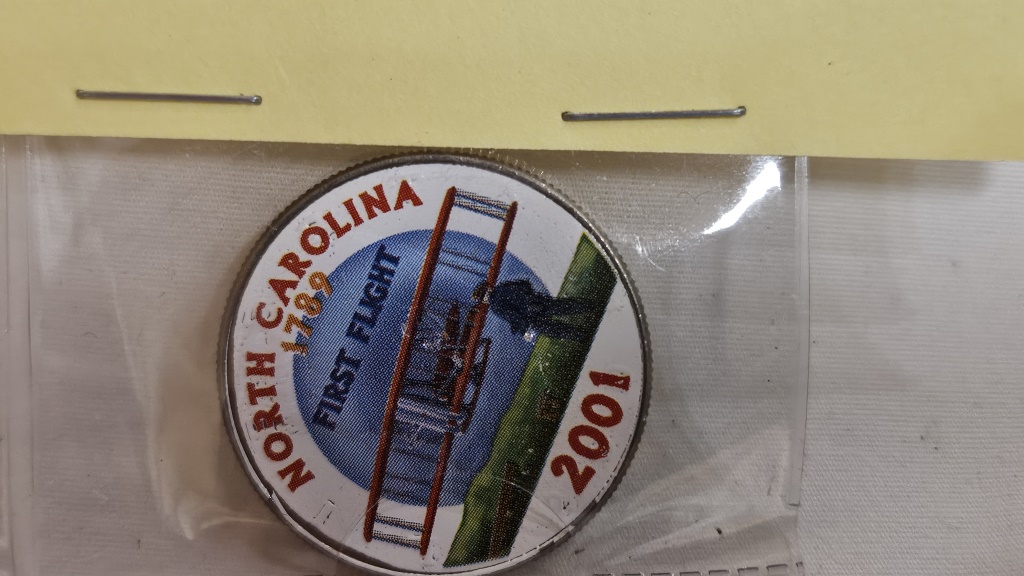 NORTH CAROLINA
1789
FIRST FLIGHT
2001